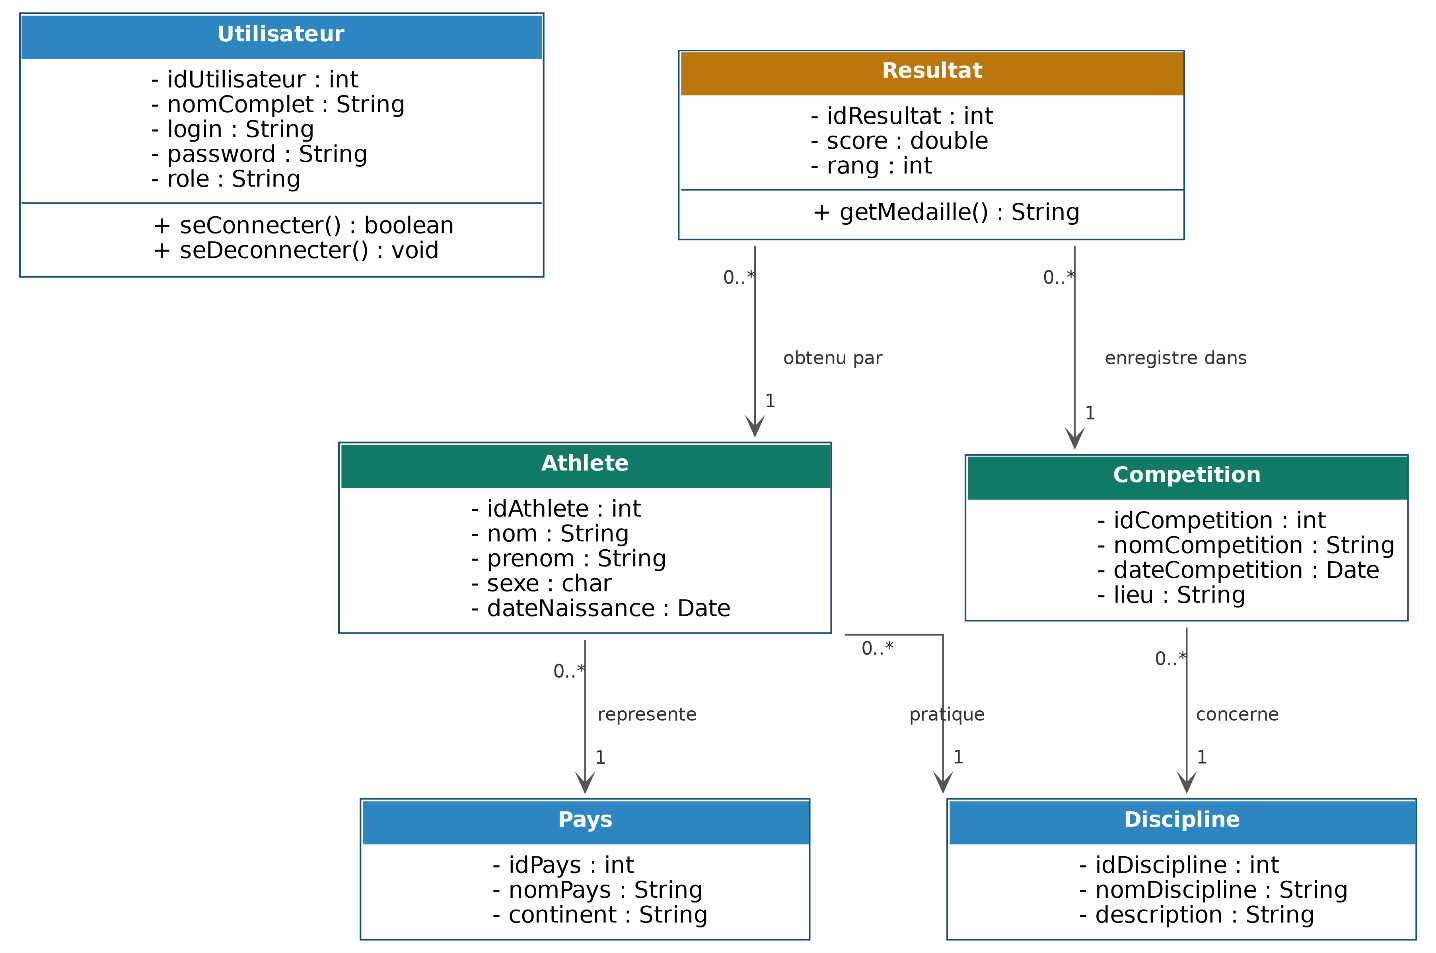 Utilisateur
- idUtilisateur : int
- nomComplet : String
- login : String
- password : String
- role : String
+ seConnecter() : boolean
+ seDeconnecter() : void
Resultat
- idResultat : int
- score : double
- rang : int
+ getMedaille() : String
0..*
0..*
obtenu par
enregistre dans
1
1
Athlete
- idAthlete : int
- nom : String
- prenom : String
- sexe : char
- dateNaissance : Date
Competition
- idCompetition : int
- nomCompetition : String
- dateCompetition : Date
- lieu : String
0..*
0..*
0..*
represente
pratique
concerne
1
1
1
Pays
- idPays : int
- nomPays : String
- continent : String
Discipline
- idDiscipline : int
- nomDiscipline : String
- description : String